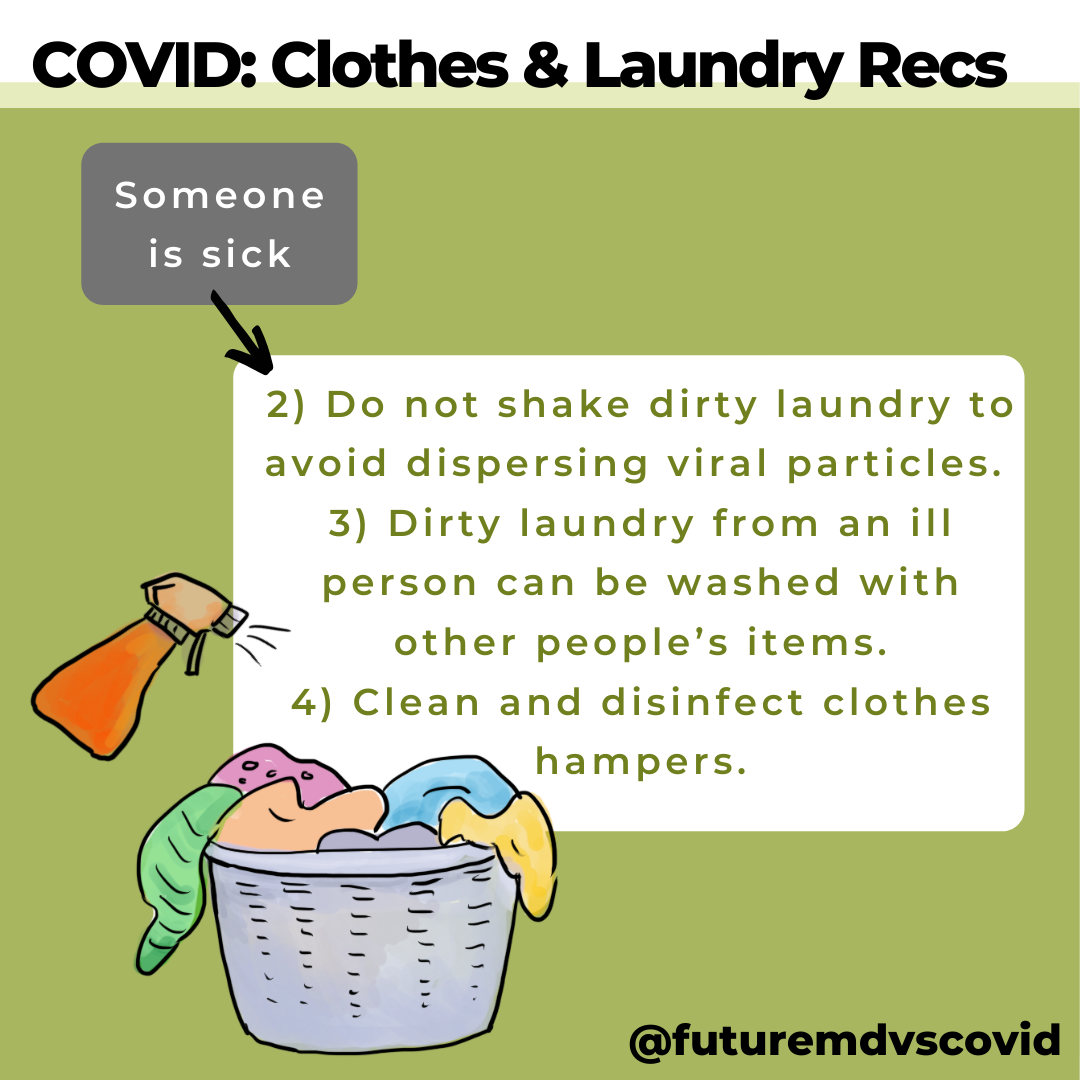 COVID: Clothes & Laundry Recs
Someone
is sick
2) Do not shake dirty laundry to
avoid dispersing viral particles.
3) Dirty laundry from an ill
person can be washed with
other people’s items.
4) Clean and disinfect clothes
hampers.
@futuremdvscovid